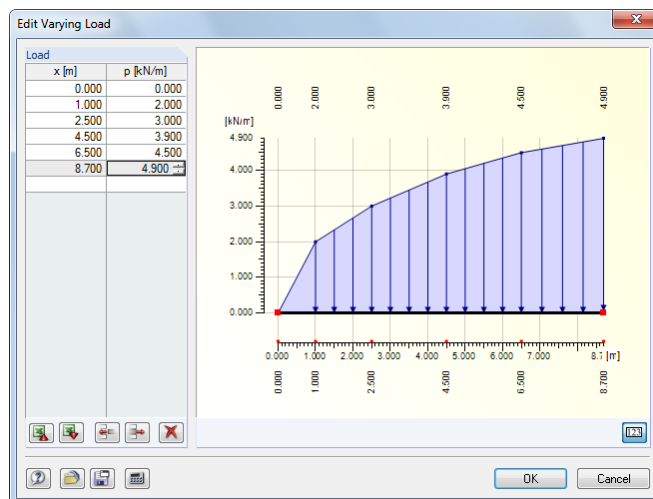 Edit Varying Load
Load
x [m] p [kN/m]
0.000 0.000
1.000 2.000
2.500 3.000
4.500 3.900
6.500 4.500
8.700 4.900
0.000 2.000 3.000 3.900 4.500 4.900
[kN/m]
4.900
4.000
3.000
2.000
1.000
0.000
0.000 1.000 2.000 3.000 4.000 5.000 6.000 7.000 8.7 [m]
0.000 1.000 2.500 4.500 6.500 8.700
123
OK Cancel